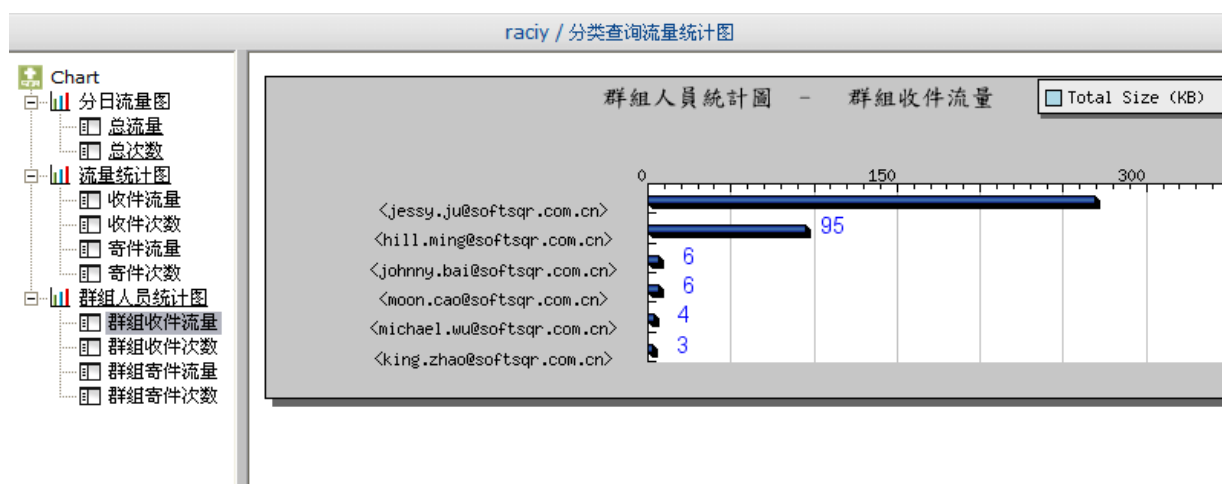 raciy / 分类查询流量统计图
Chart
分日流量图
总流量
总次数
流量统计图
收件流量
收件次数
寄件流量
寄件次数
群组人员统计图
群组收件流量
群组收件次数
群组寄件流量
群组寄件次数
群組人員統計圖 - 群組收件流量
Total Size (KB)
0 150 300
<jessy.ju@softsqr.com.cn>
<hill.ming@softsqr.com.cn> 95
<johnny.bai@softsqr.com.cn> 6
<moon.cao@softsqr.com.cn> 6
<michael.wu@softsqr.com.cn> 4
<king.zhao@softsqr.com.cn> 3